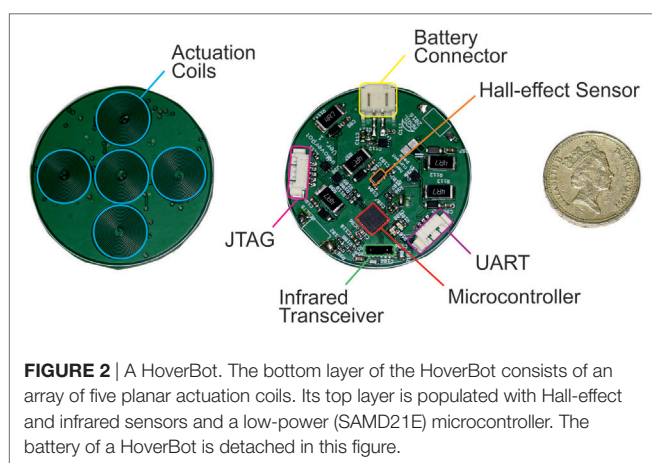 Actuation
Coils
Battery
Connector
Hall-effect Sensor
JTAG
UART
Infrared
Transceiver
Microcontroller
FIGURE 2 | A HoverBot. The bottom layer of the HoverBot consists of an
array of five planar actuation coils. Its top layer is populated with Hall-effect
and infrared sensors and a low-power (SAMD21E) microcontroller. The
battery of a HoverBot is detached in this figure.